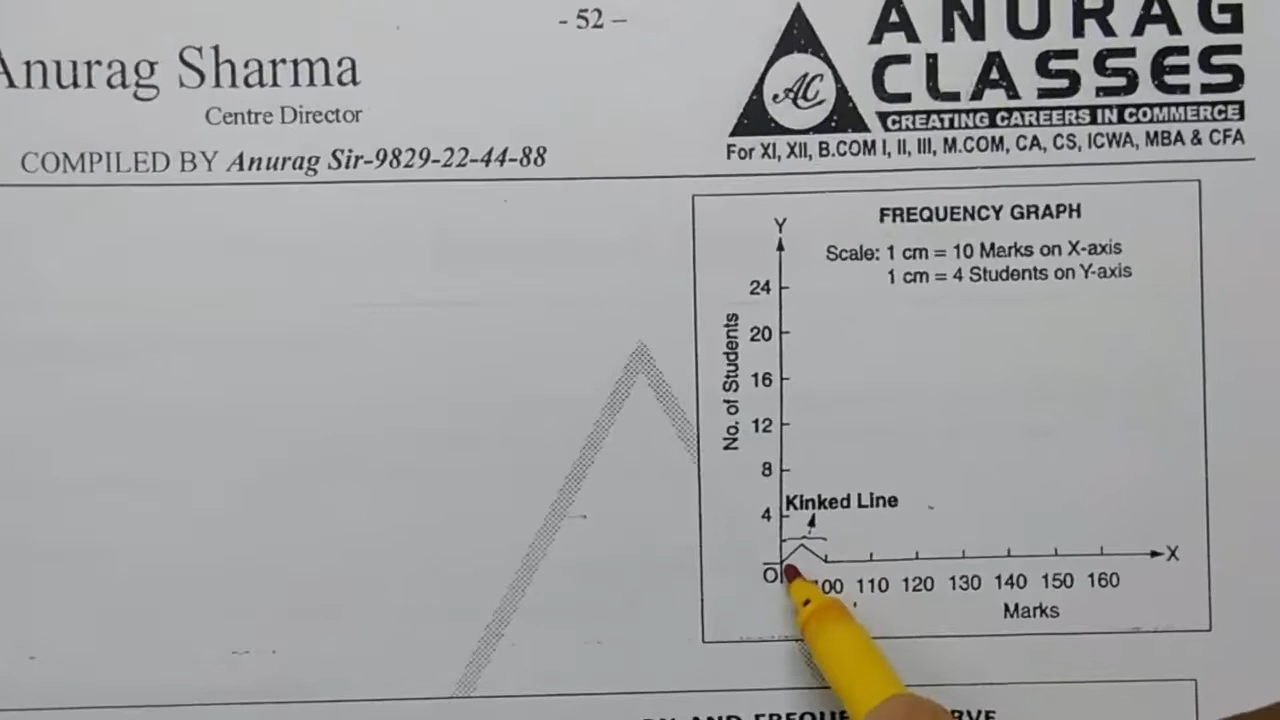 - 52 –
Anurag Sharma
Centre Director
COMPILED BY Anurag Sir-9829-22-44-88
AC
ANURAG
CLASSES
CREATING CAREERS IN COMMERCE
For XI, XII, B.COM I, II, III, M.COM, CA, CS, ICWA, MBA & CFA
FREQUENCY GRAPH
Scale: 1 cm = 10 Marks on X-axis
1 cm = 4 Students on Y-axis
Y
24
20
16
12
8
4
No. of Students
Kinked Line
O
X
110 120 130 140 150 160
Marks
AND